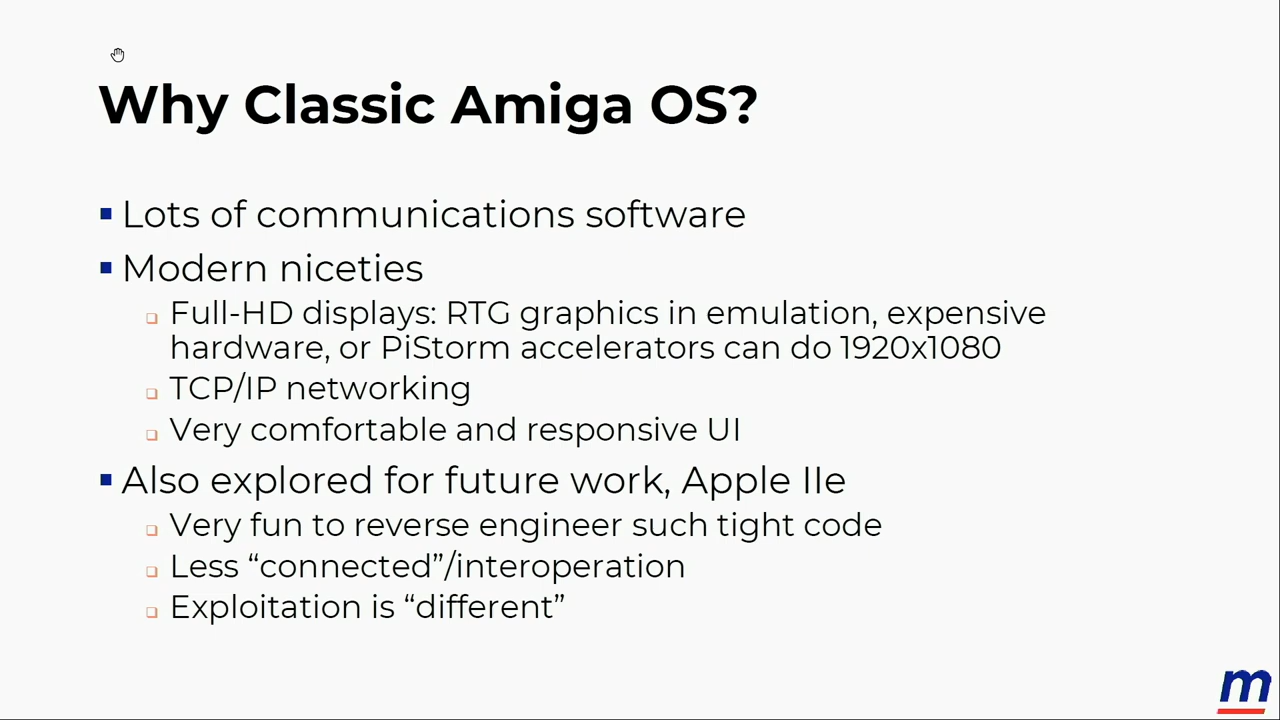 Why Classic Amiga OS?
Lots of communications software
Modern niceties
Full-HD displays: RTG graphics in emulation, expensive
hardware, or PiStorm accelerators can do 1920x1080
TCP/IP networking
Very comfortable and responsive UI
Also explored for future work, Apple IIe
Very fun to reverse engineer such tight code
Less “connected”/interoperation
Exploitation is “different”
m